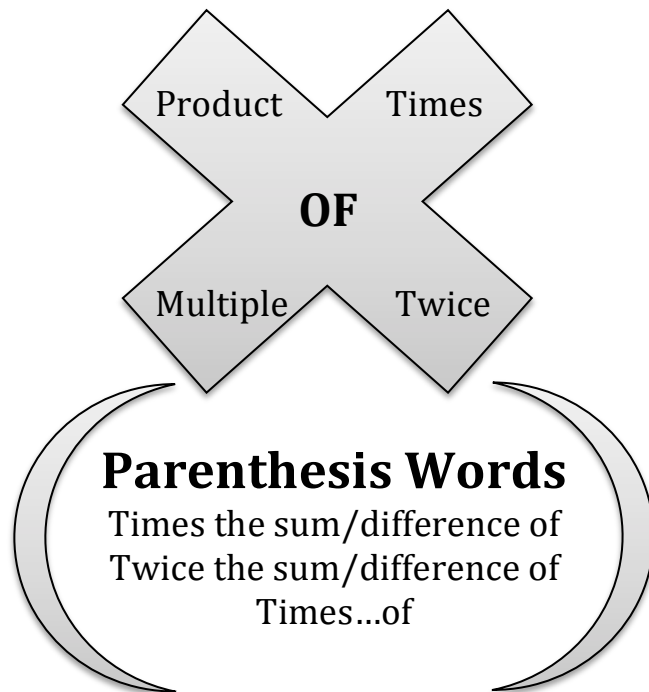 Product Times
OF
Multiple Twice
Parenthesis Words
Times the sum/difference of
Twice the sum/difference of
Times…of